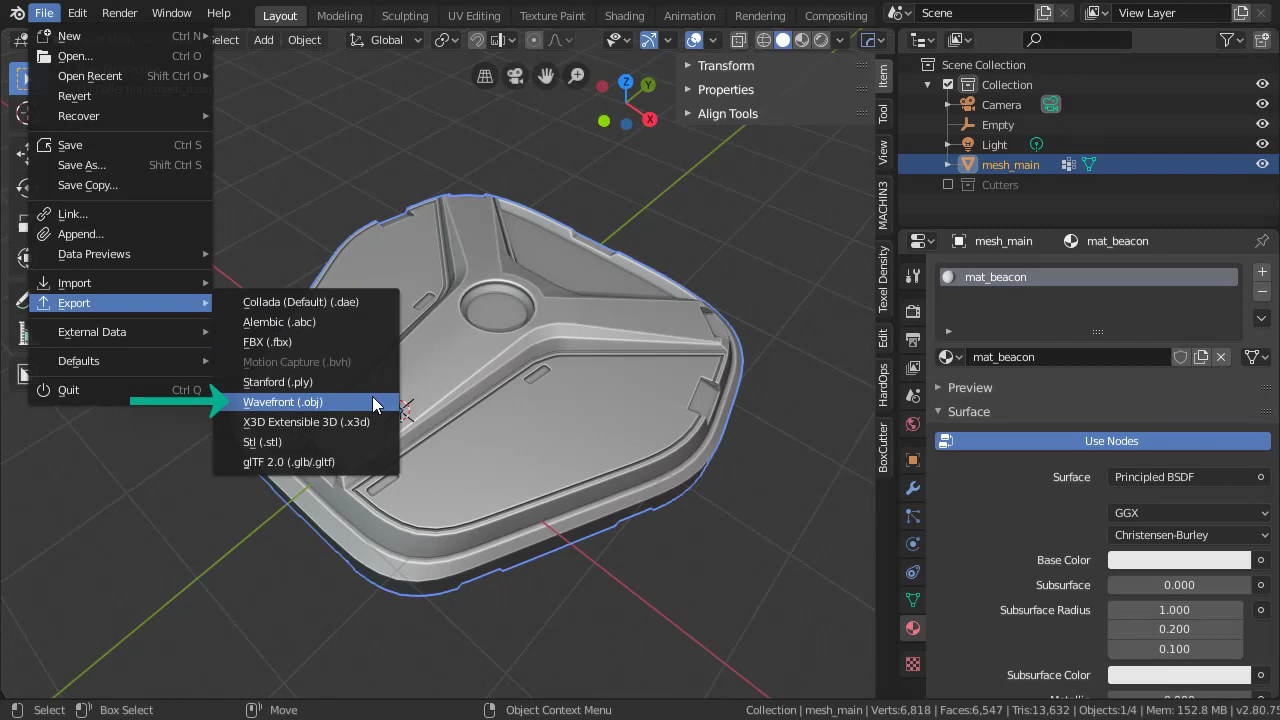 File Edit Render Window Help Layout Modeling Sculpting UV Editing Texture Paint Shading Animation Rendering Compositing Scene View Layer
New Ctrl N
Open... Ctrl O
Open Recent Shift Ctrl O
Revert
Recover
Save Ctrl S
Save As... Shift Ctrl S
Save Copy...
Link...
Append...
Data Previews
Import
Export
External Data
Defaults
Quit Ctrl Q
Collada (Default) (.dae)
Alembic (.abc)
FBX (.fbx)
Motion Capture (.bvh)
Stanford (.ply)
Wavefront (.obj)
X3D Extensible 3D (.x3d)
Stl (.stl)
glTF 2.0 (.glb/.gltf)
Select Add Object Global
Z
Y
X
Transform
Properties
Align Tools
Item
Tool
View
MACHIN3
Texel Density
Edit
HardOps
BoxCutter
Scene Collection
Collection
Camera
Empty
Light
mesh_main
Cutters
mesh_main mat_beacon
mat_beacon
mat_beacon
Preview
Surface
Use Nodes
Surface Principled BSDF
GGX
Christensen-Burley
Base Color
Subsurface 0.000
Subsurface Radius 1.000
0.200
0.100
Subsurface Color
Metallic 0.000
Select Box Select Move Object Context Menu Collection | mesh_main | Verts:6,818 | Faces:6,547 | Tris:13,632 | Objects:1/4 | Mem: 152.8 MB | v2.80.75